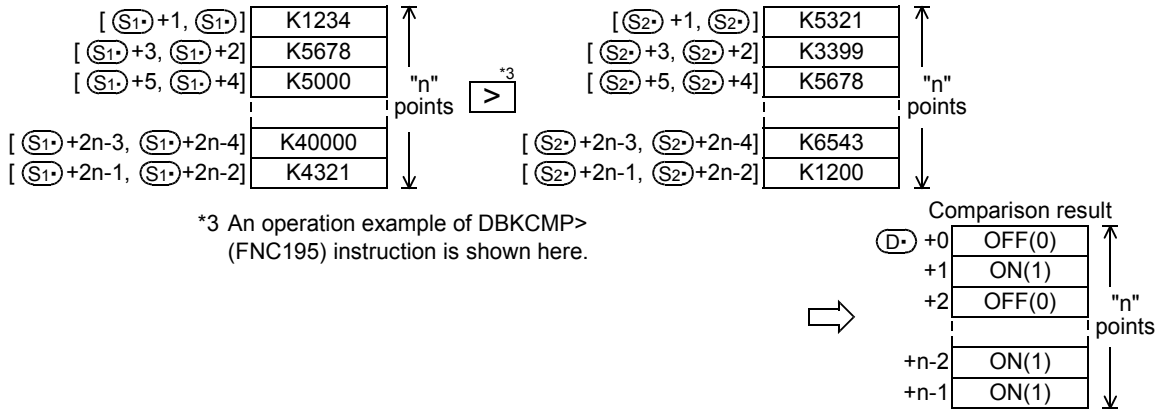 [ (S1·) +1, (S1·) ] K1234
[ (S1·) +3, (S1·) +2] K5678
[ (S1·) +5, (S1·) +4] K5000
[ (S1·) +2n-3, (S1·) +2n-4] K40000
[ (S1·) +2n-1, (S1·) +2n-2] K4321
"n"
points
*3
>
[ (S2·) +1, (S2·) ] K5321
[ (S2·) +3, (S2·) +2] K3399
[ (S2·) +5, (S2·) +4] K5678
[ (S2·) +2n-3, (S2·) +2n-4] K6543
[ (S2·) +2n-1, (S2·) +2n-2] K1200
"n"
points
*3 An operation example of DBKCMP>
(FNC195) instruction is shown here.
Comparison result
(D·) +0 OFF(0)
+1 ON(1)
+2 OFF(0)
+n-2 ON(1)
+n-1 ON(1)
"n"
points